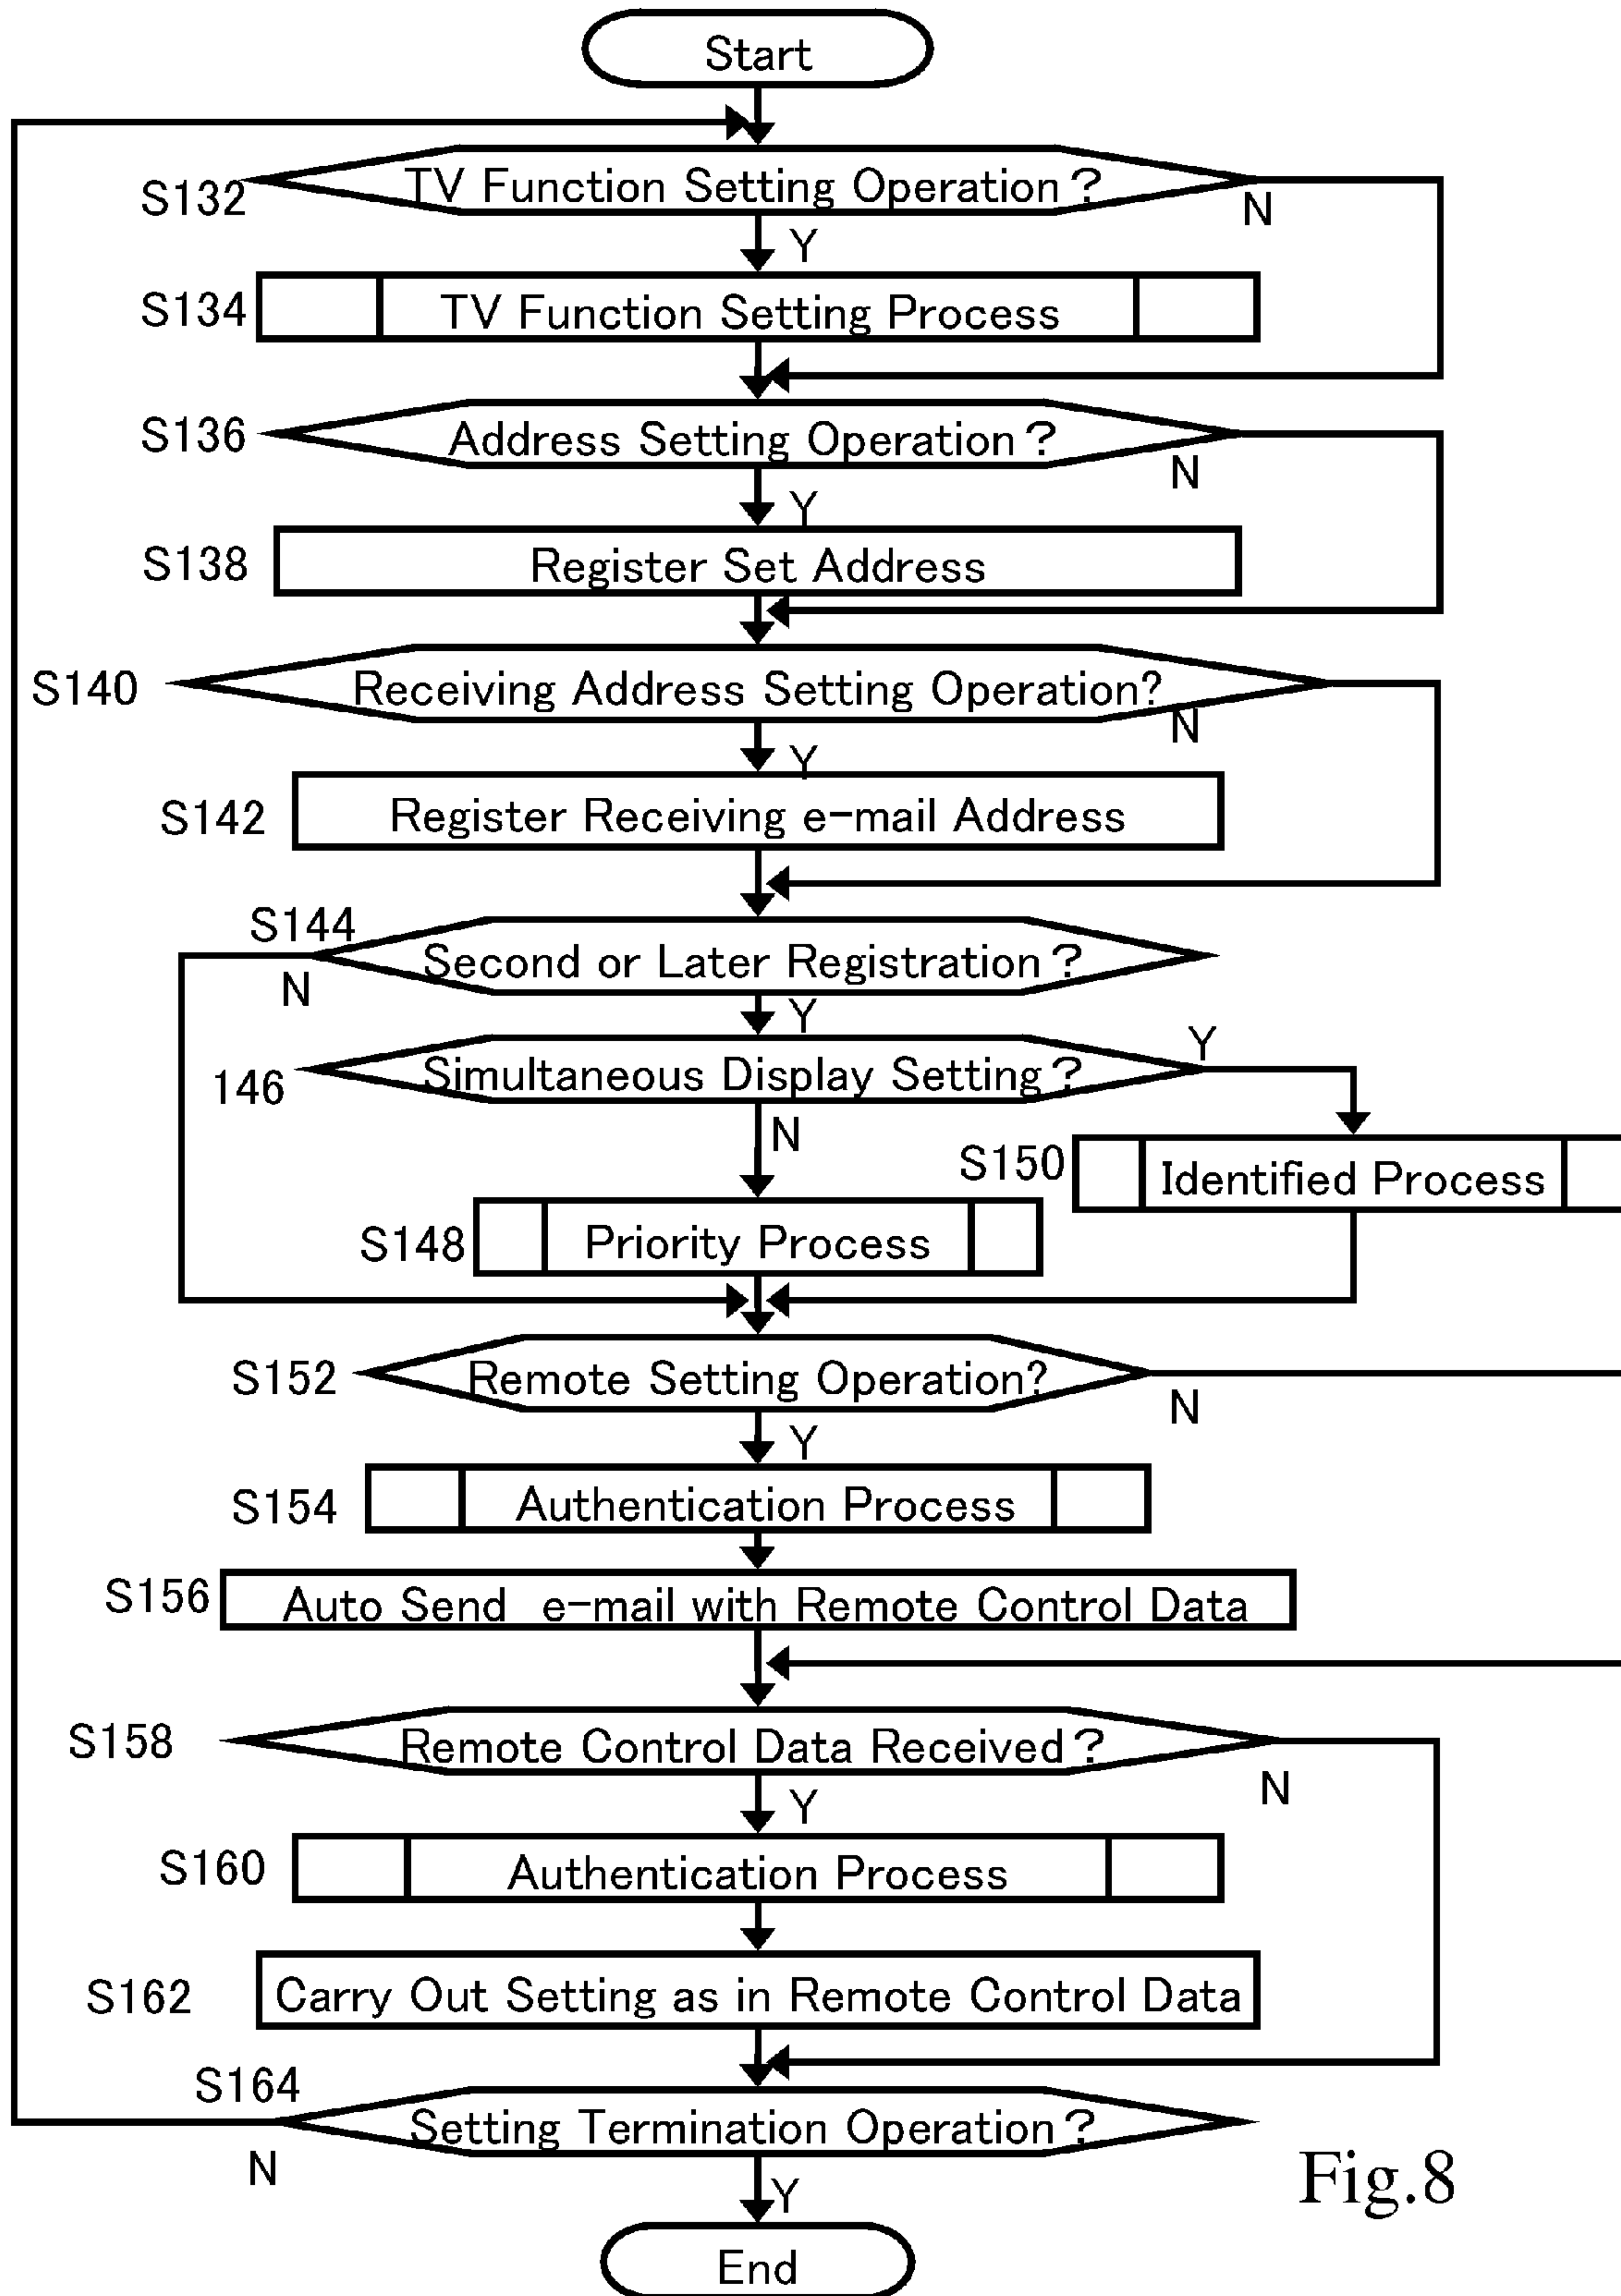 Start
S132
TV Function Setting Operation?
N
Y
S134
TV Function Setting Process
S136
Address Setting Operation?
N
Y
S138
Register Set Address
S140
Receiving Address Setting Operation?
N
Y
S142
Register Receiving e-mail Address
S144
Second or Later Registration?
N
Y
146
Simultaneous Display Setting?
Y
N
S150
Identified Process
S148
Priority Process
S152
Remote Setting Operation?
N
Y
S154
Authentication Process
S156
Auto Send e-mail with Remote Control Data
S158
Remote Control Data Received?
N
Y
S160
Authentication Process
S162
Carry Out Setting as in Remote Control Data
S164
Setting Termination Operation?
N
Y
Fig.8
End